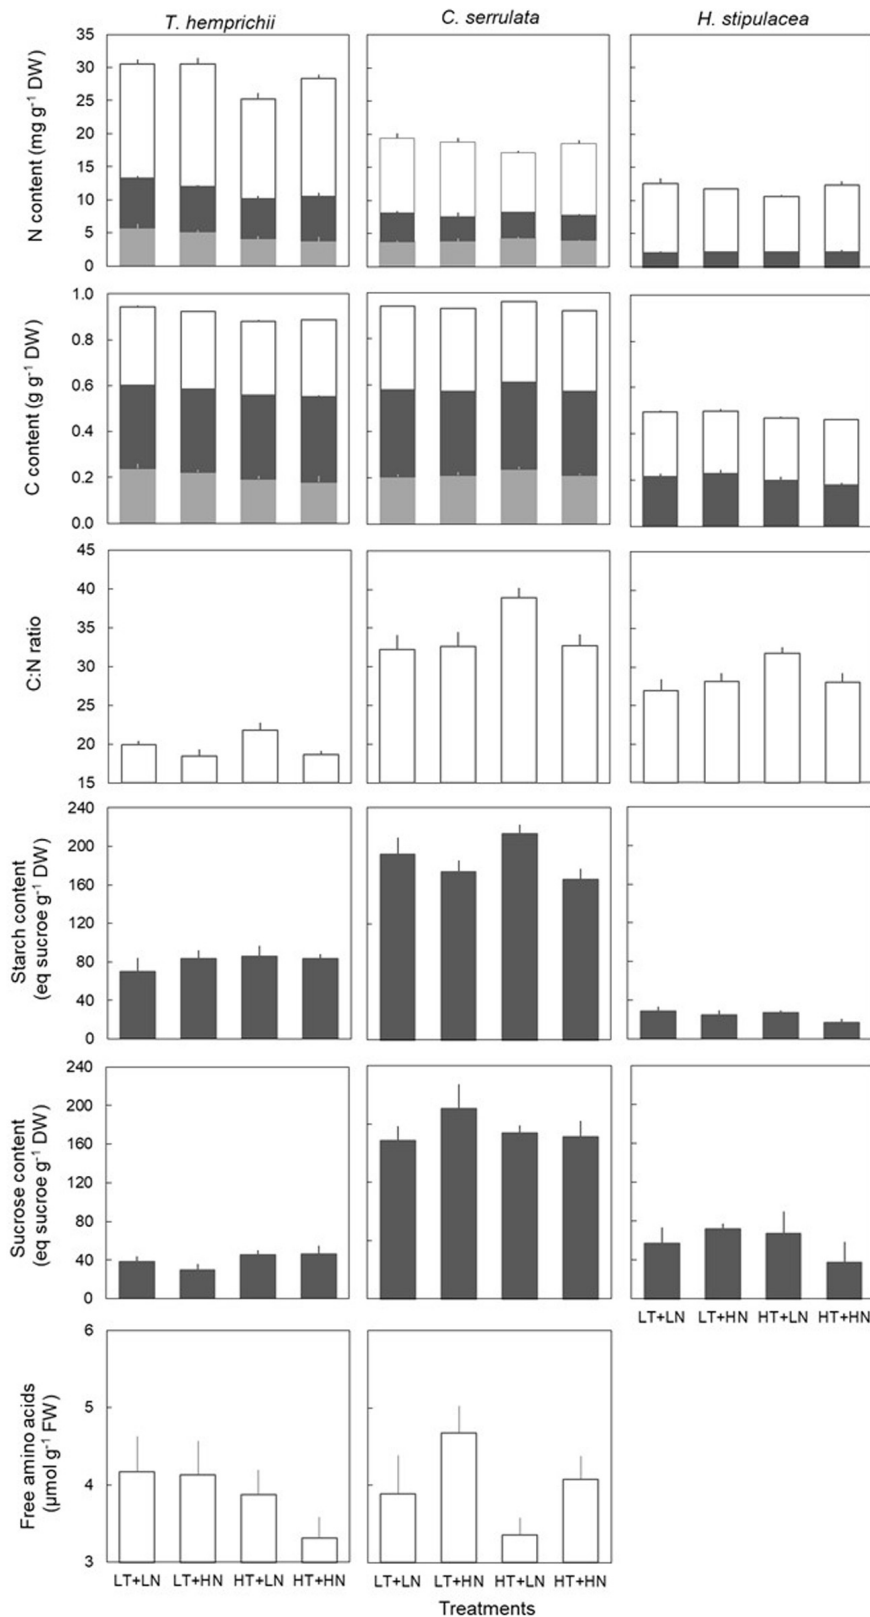 T. hemprichii
C. serrulata
H. stipulacea
N content (mg g⁻¹ DW)
35
30
25
20
15
10
5
0
C content (g g⁻¹ DW)
1.0
0.8
0.6
0.4
0.2
0.0
C:N ratio
45
40
35
30
25
20
15
Starch content
(eq sucroe g⁻¹ DW)
240
200
160
120
80
40
0
Sucrose content
(eq sucroe g⁻¹ DW)
240
200
160
120
80
40
0
LT+LN LT+HN HT+LN HT+HN
Free amino acids
(µmol g⁻¹ FW)
6
5
4
3
LT+LN LT+HN HT+LN HT+HN
LT+LN LT+HN HT+LN HT+HN
Treatments